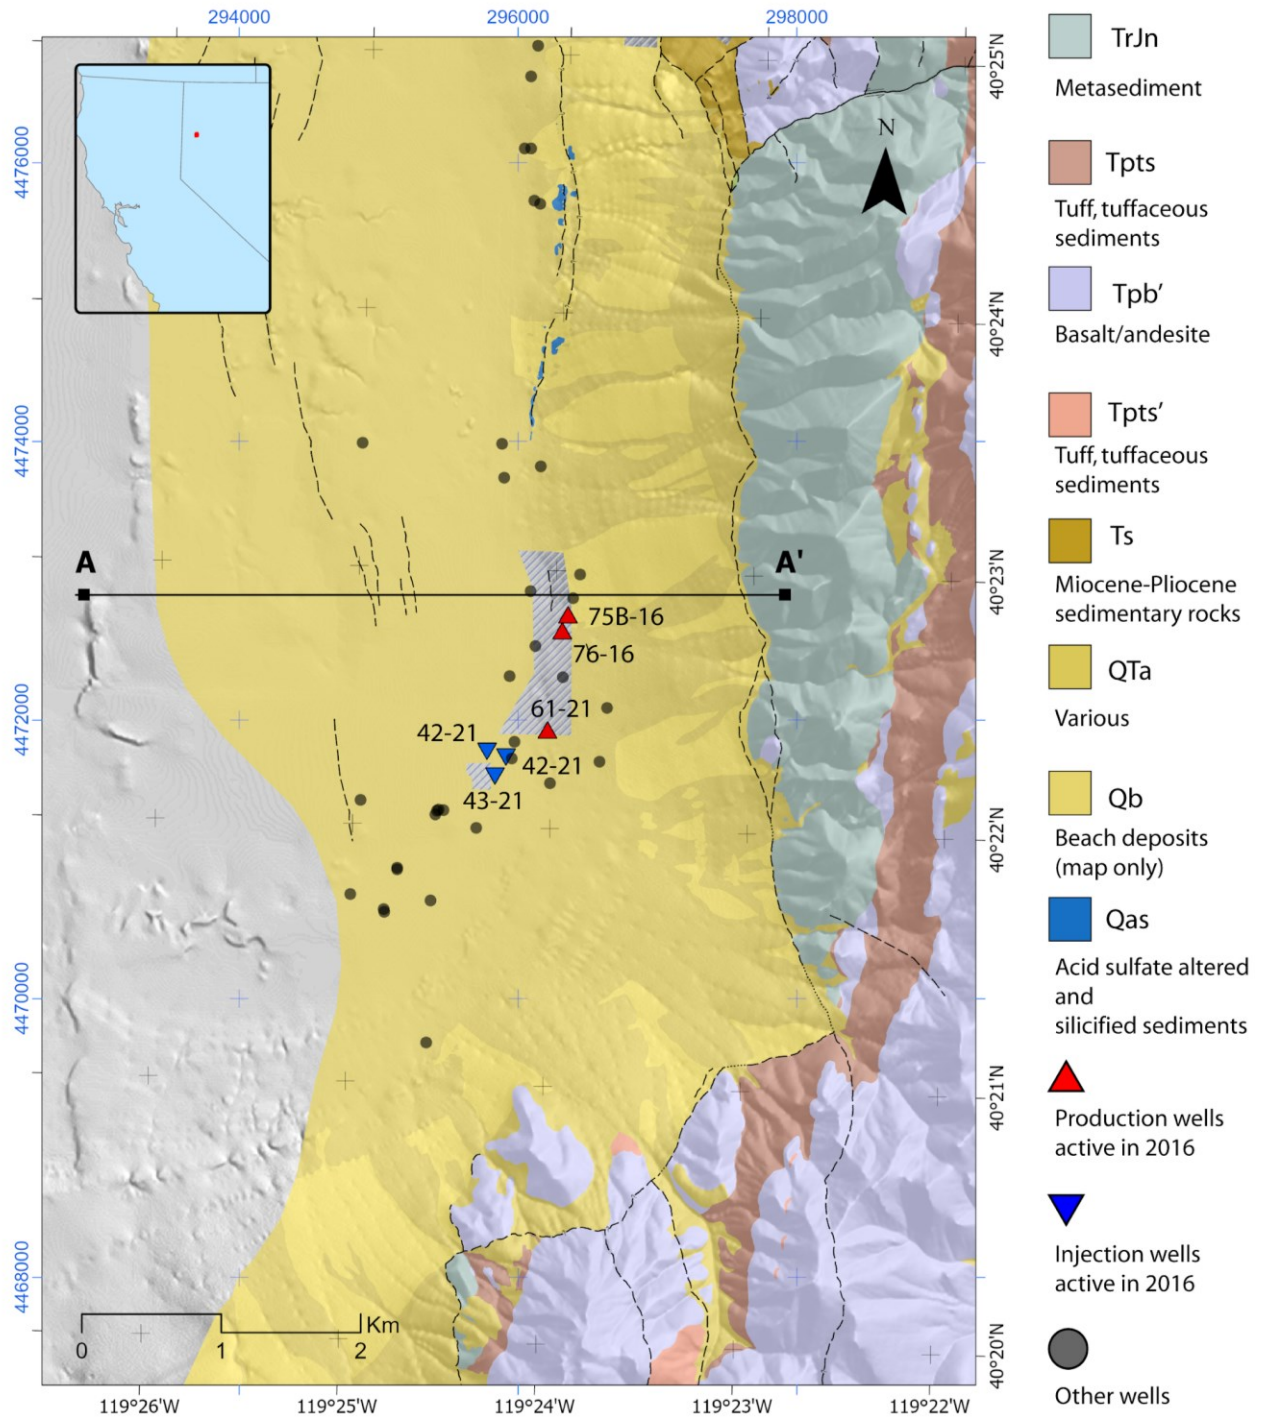 294000
296000
298000
4476000
4474000
4472000
4470000
4468000
40°25'N
40°24'N
40°23'N
40°22'N
40°21'N
40°20'N
N
A
A'
75B-16
76-16
61-21
42-21
42-21
43-21
Km
0
1
2
119°26'W
119°25'W
119°24'W
119°23'W
119°22'W
TrJn
Metasediment
Tpts
Tuff, tuffaceous
sediments
Tpb’
Basalt/andesite
Tpts’
Tuff, tuffaceous
sediments
Ts
Miocene-Pliocene
sedimentary rocks
QTa
Various
Qb
Beach deposits
(map only)
Qas
Acid sulfate altered
and
silicified sediments
Production wells
active in 2016
Injection wells
active in 2016
Other wells